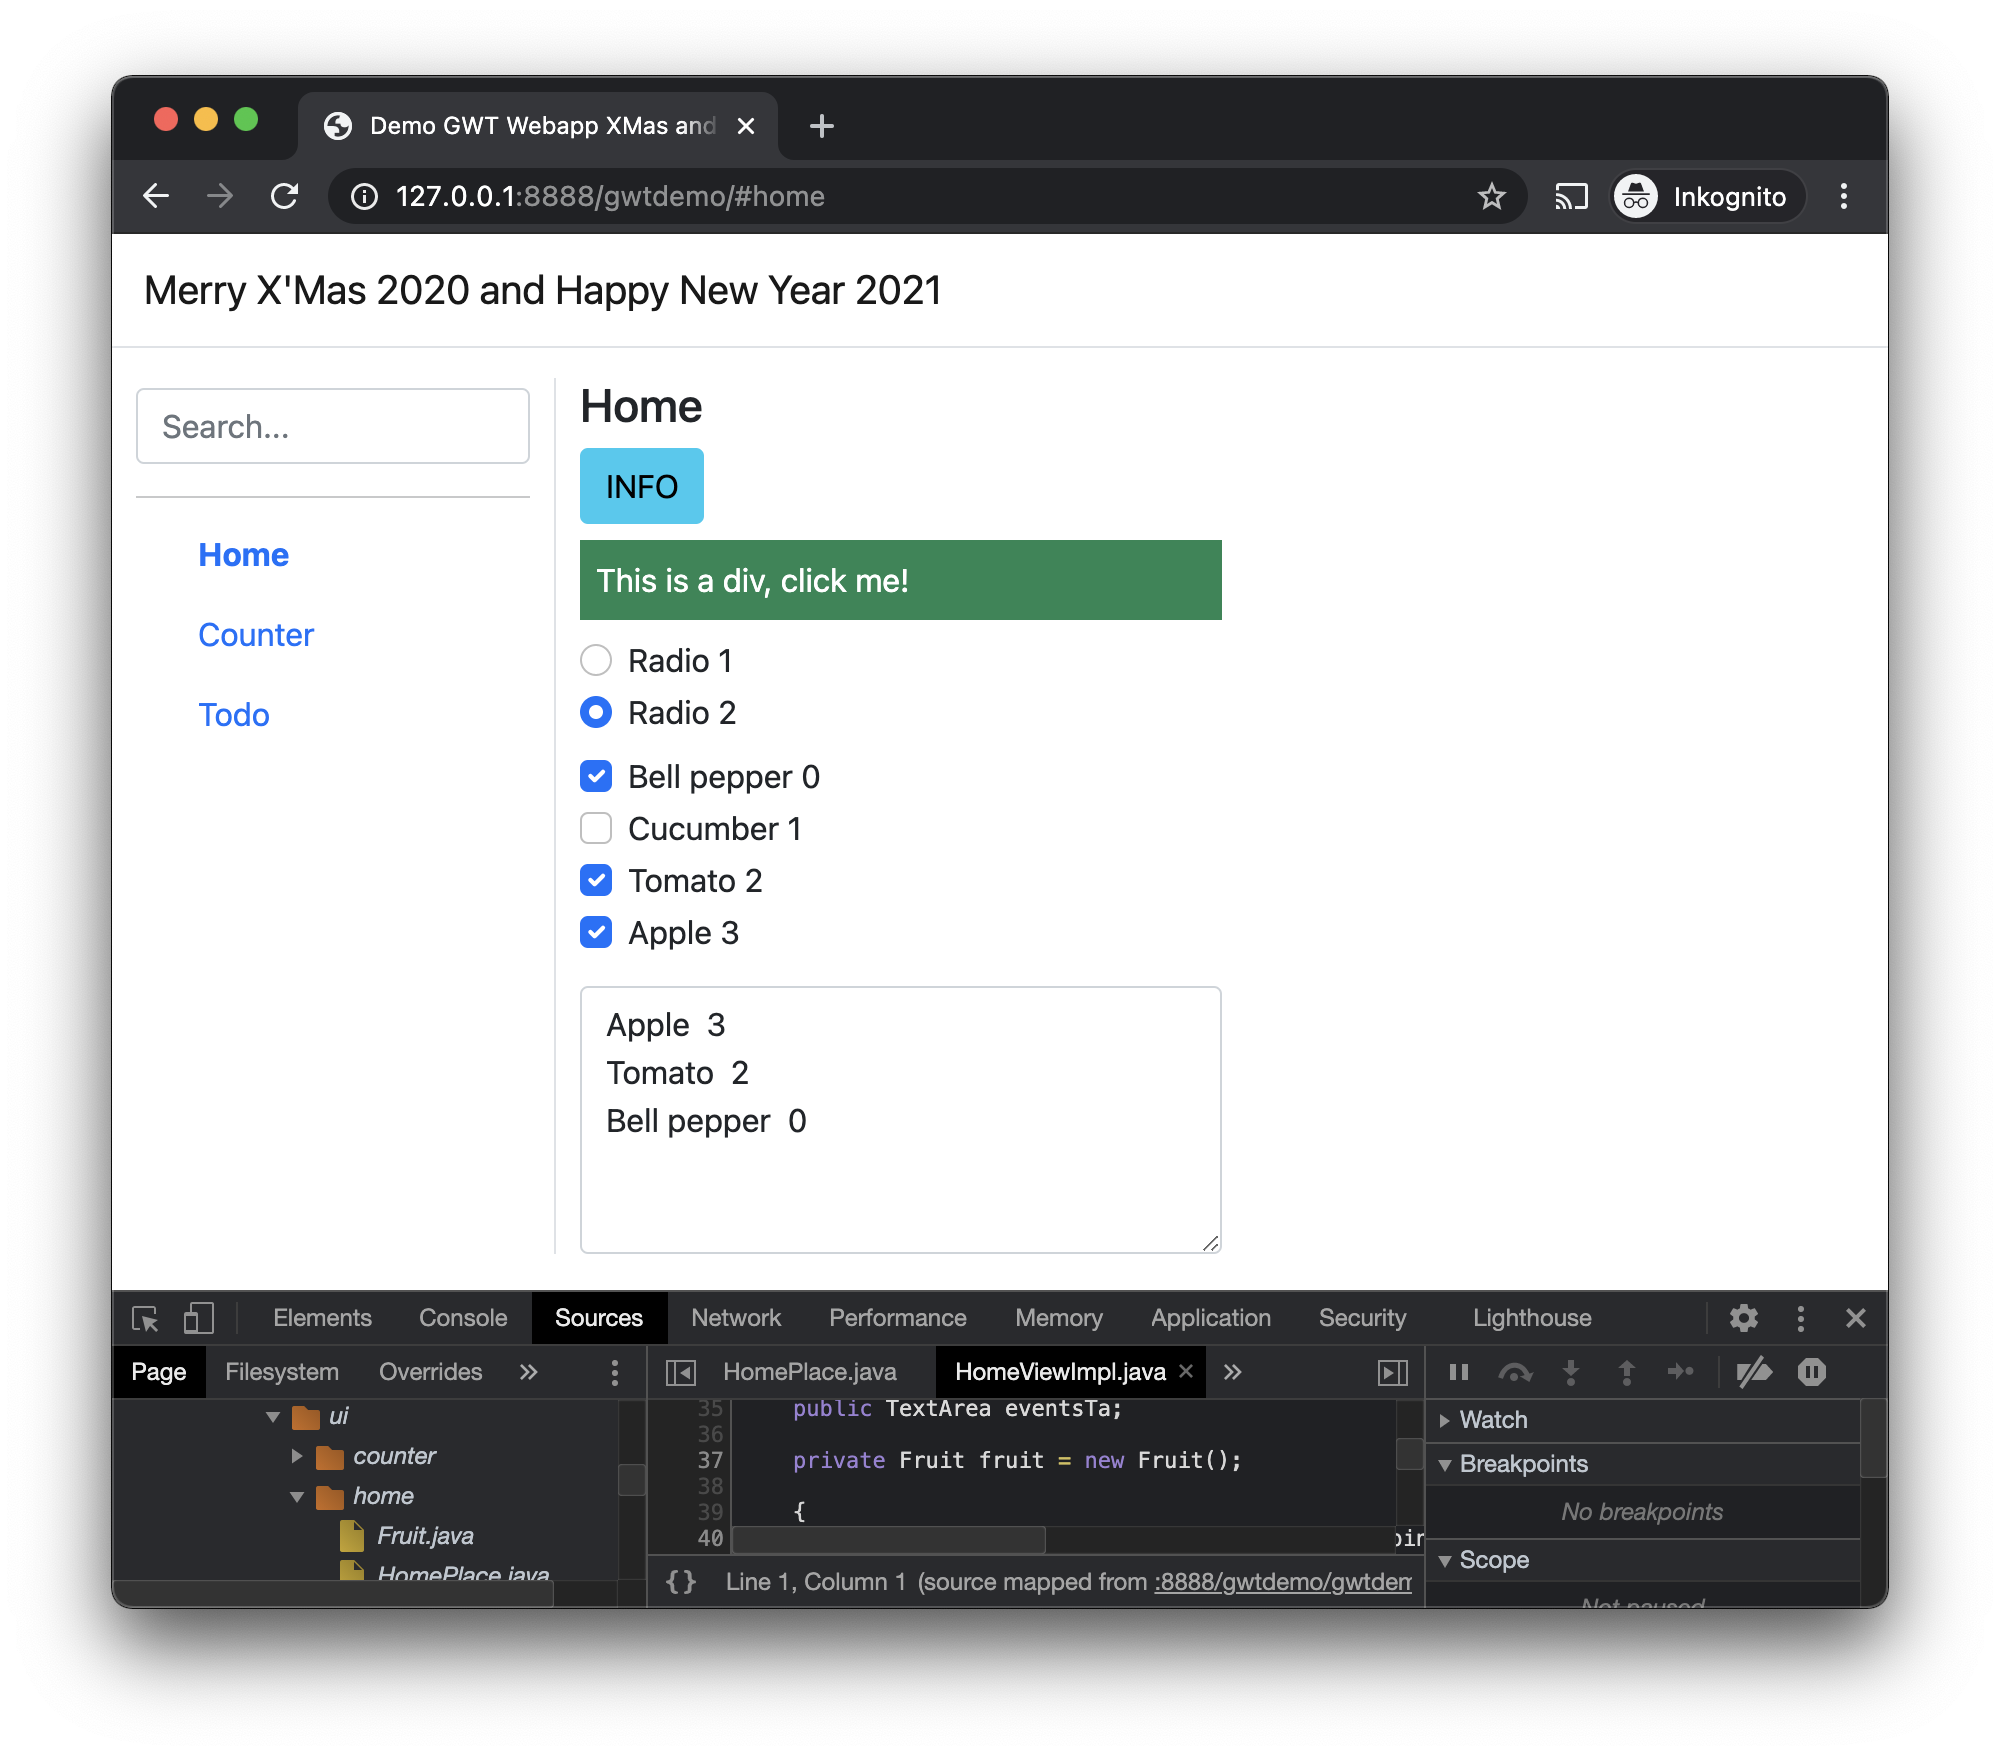 Demo GWT Webapp XMas and
127.0.0.1:8888/gwtdemo/#home
Inkognito
Merry X'Mas 2020 and Happy New Year 2021
Search...
Home
Counter
Todo
Home
INFO
This is a div, click me!
Radio 1
Radio 2
Bell pepper 0
Cucumber 1
Tomato 2
Apple 3
Apple  3
Tomato  2
Bell pepper  0
Elements Console Sources Network Performance Memory Application Security Lighthouse
Page Filesystem Overrides »
ui
counter
home
Fruit.java
HomePlace.java
HomePlace.java HomeViewImpl.java »
35 public TextArea eventsTa;
36
37 private Fruit fruit = new Fruit();
38
39 {
40
{} Line 1, Column 1 (source mapped from :8888/gwtdemo/gwtdem
Watch
Breakpoints
No breakpoints
Scope
Not paused